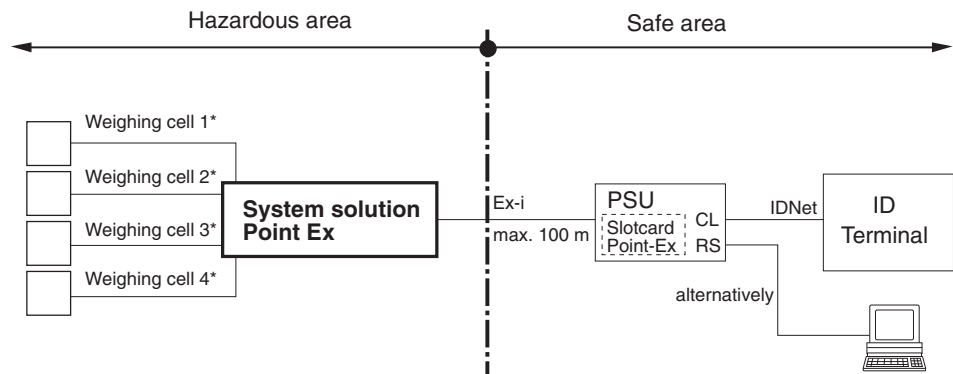 Hazardous area
Safe area
Weighing cell 1*
Weighing cell 2*
Weighing cell 3*
Weighing cell 4*
System solution
Point Ex
Ex-i
max. 100 m
PSU
Slotcard
Point-Ex
CL
RS
IDNet
ID
Terminal
alternatively